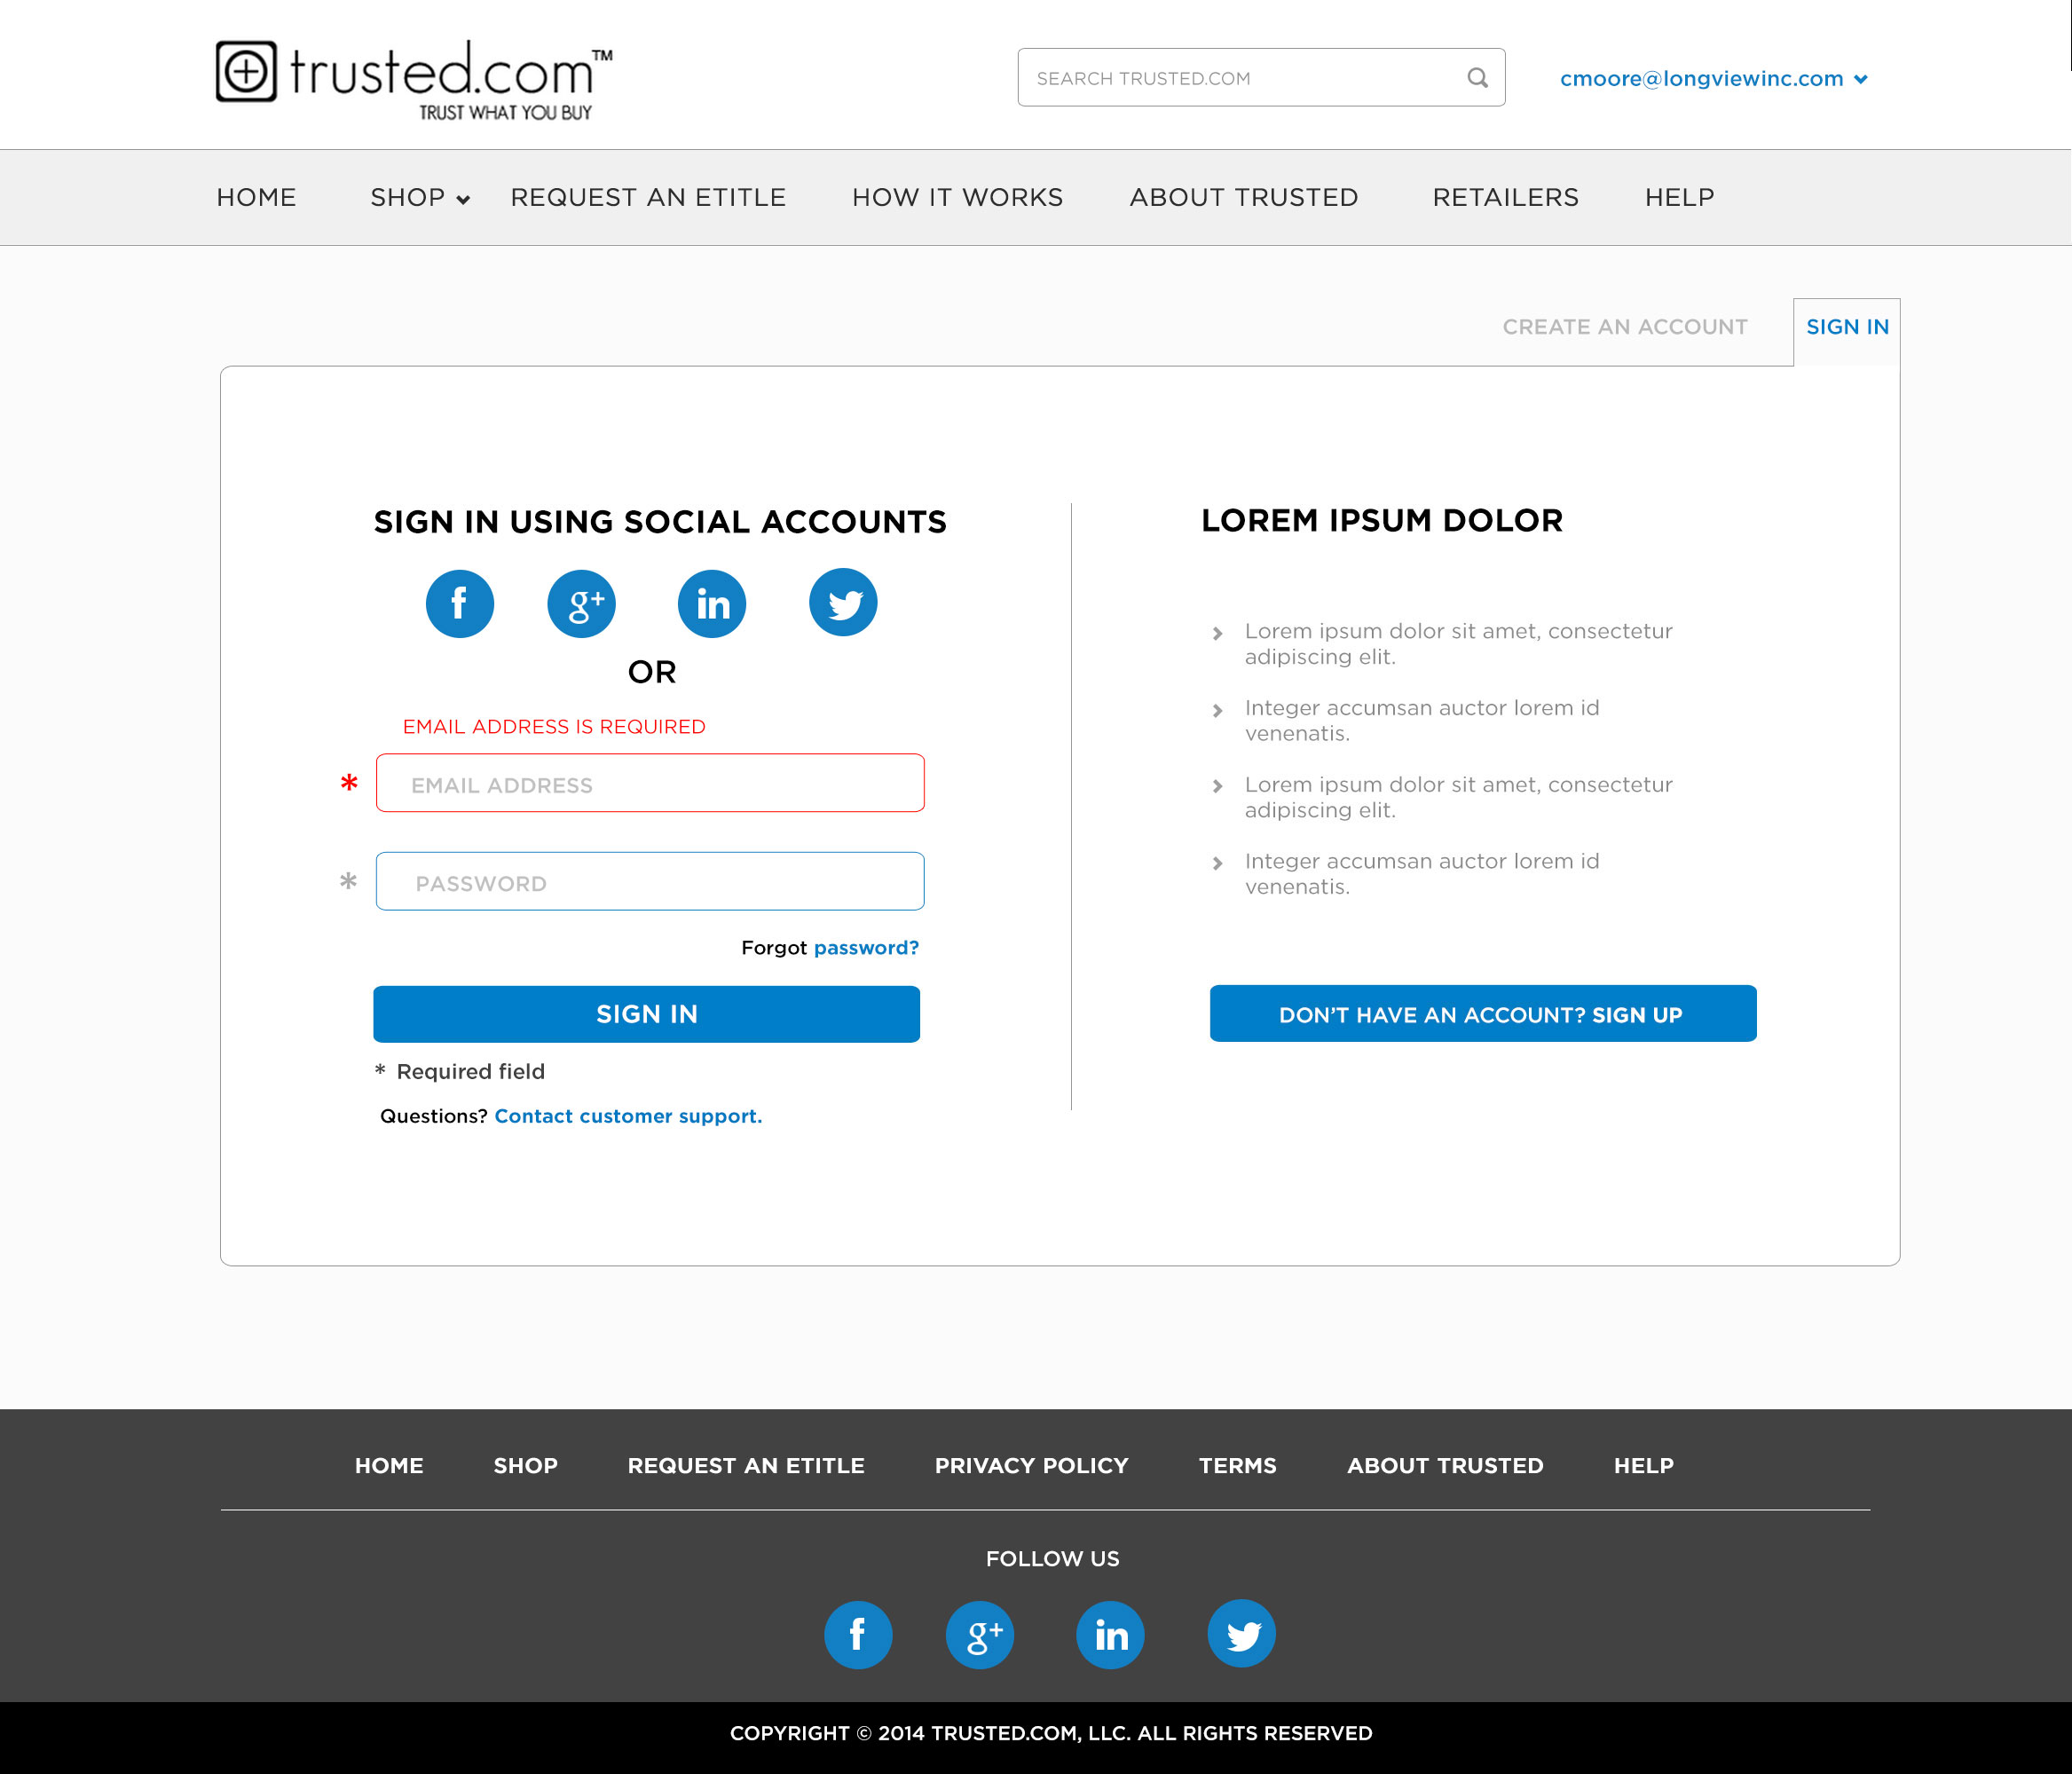 trusted.com™
TRUST WHAT YOU BUY
SEARCH TRUSTED.COM
cmoore@longviewinc.com
HOME SHOP REQUEST AN ETITLE HOW IT WORKS ABOUT TRUSTED RETAILERS HELP
CREATE AN ACCOUNT SIGN IN
SIGN IN USING SOCIAL ACCOUNTS
f g+ in
OR
EMAIL ADDRESS IS REQUIRED
* EMAIL ADDRESS
* PASSWORD
Forgot password?
SIGN IN
* Required field
Questions? Contact customer support.
LOREM IPSUM DOLOR
Lorem ipsum dolor sit amet, consectetur
adipiscing elit.
Integer accumsan auctor lorem id
venenatis.
Lorem ipsum dolor sit amet, consectetur
adipiscing elit.
Integer accumsan auctor lorem id
venenatis.
DON'T HAVE AN ACCOUNT? SIGN UP
HOME SHOP REQUEST AN ETITLE PRIVACY POLICY TERMS ABOUT TRUSTED HELP
FOLLOW US
f g+ in
COPYRIGHT © 2014 TRUSTED.COM, LLC. ALL RIGHTS RESERVED